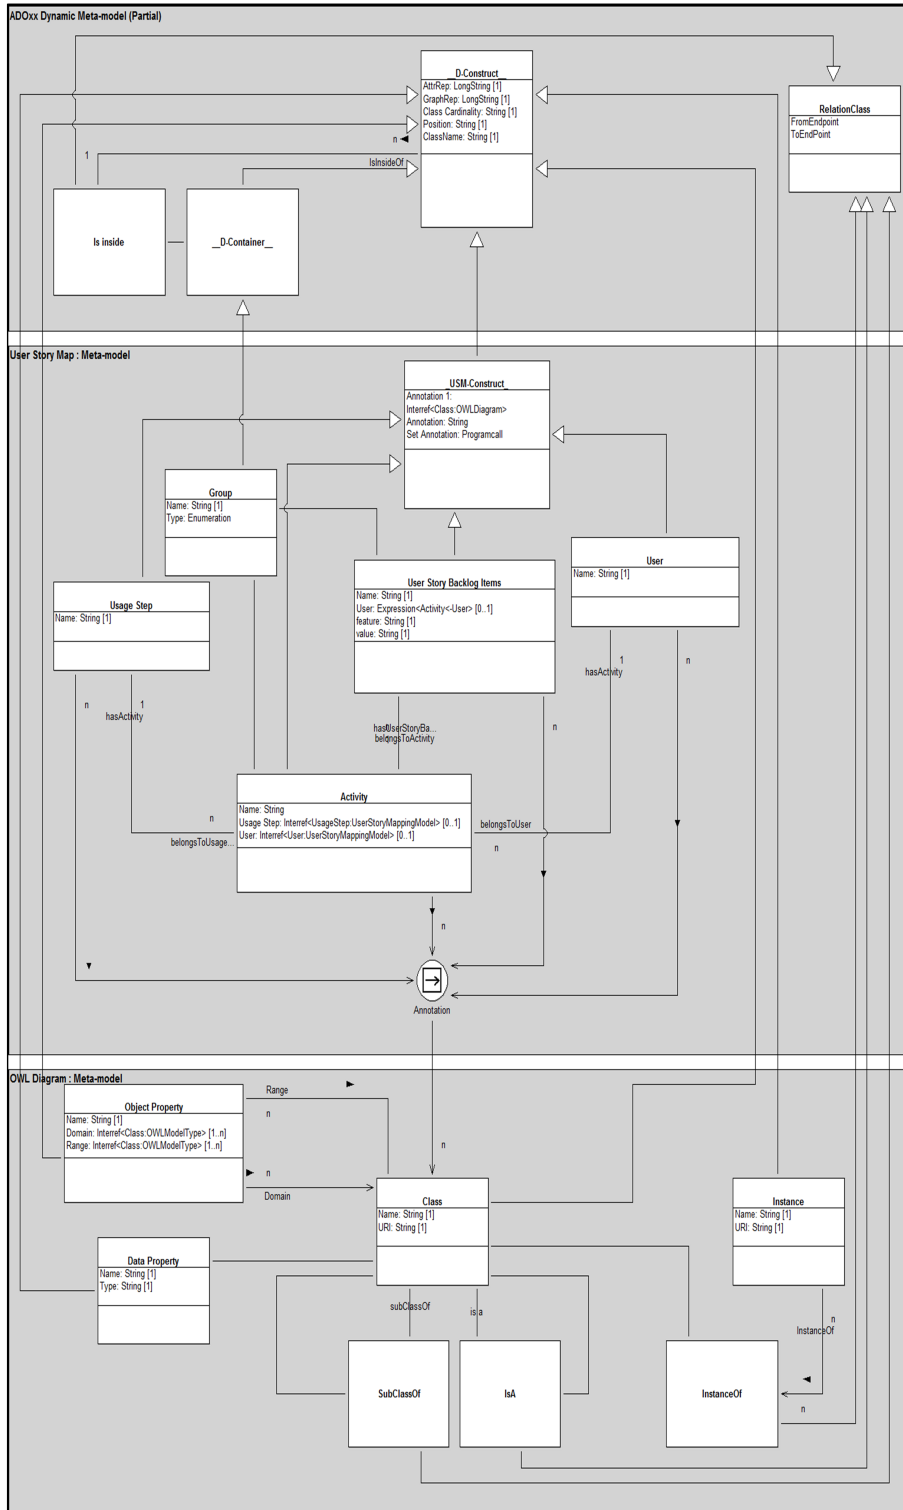 ADOxx Dynamic Meta-model (Partial)
__D-Construct__
AttrRep: LongString [1]
GraphRep: LongString [1]
Class Cardinality: String [1]
Position: String [1]
ClassName: String [1]
RelationClass
FromEndpoint
ToEndPoint
n
1
IsInsideOf
Is inside
__D-Container__
User Story Map : Meta-model
_USM-Construct_
Annotation 1:
Interref<Class:OWLDiagram>
Annotation: String
Set Annotation: Programcall
Group
Name: String [1]
Type: Enumeration
User Story Backlog Items
Name: String [1]
User: Expression<Activity<-User> [0..1]
feature: String [1]
value: String [1]
User
Name: String [1]
Usage Step
Name: String [1]
n
1
hasActivity
1
n
hasActivity
n
hasUserStoryBa...
belongsToActivity
Activity
Name: String
Usage Step: Interref<UsageStep:UserStoryMappingModel> [0..1]
User: Interref<User:UserStoryMappingModel> [0..1]
n
belongsToUsage...
belongsToUser
n
n
Annotation
OWL Diagram : Meta-model
Object Property
Name: String [1]
Domain: Interref<Class:OWLModelType> [1..n]
Range: Interref<Class:OWLModelType> [1..n]
Range
n
n
n
Domain
Class
Name: String [1]
URI: String [1]
Instance
Name: String [1]
URI: String [1]
Data Property
Name: String [1]
Type: String [1]
subClassOf
is a
n
InstanceOf
SubClassOf
IsA
InstanceOf
n